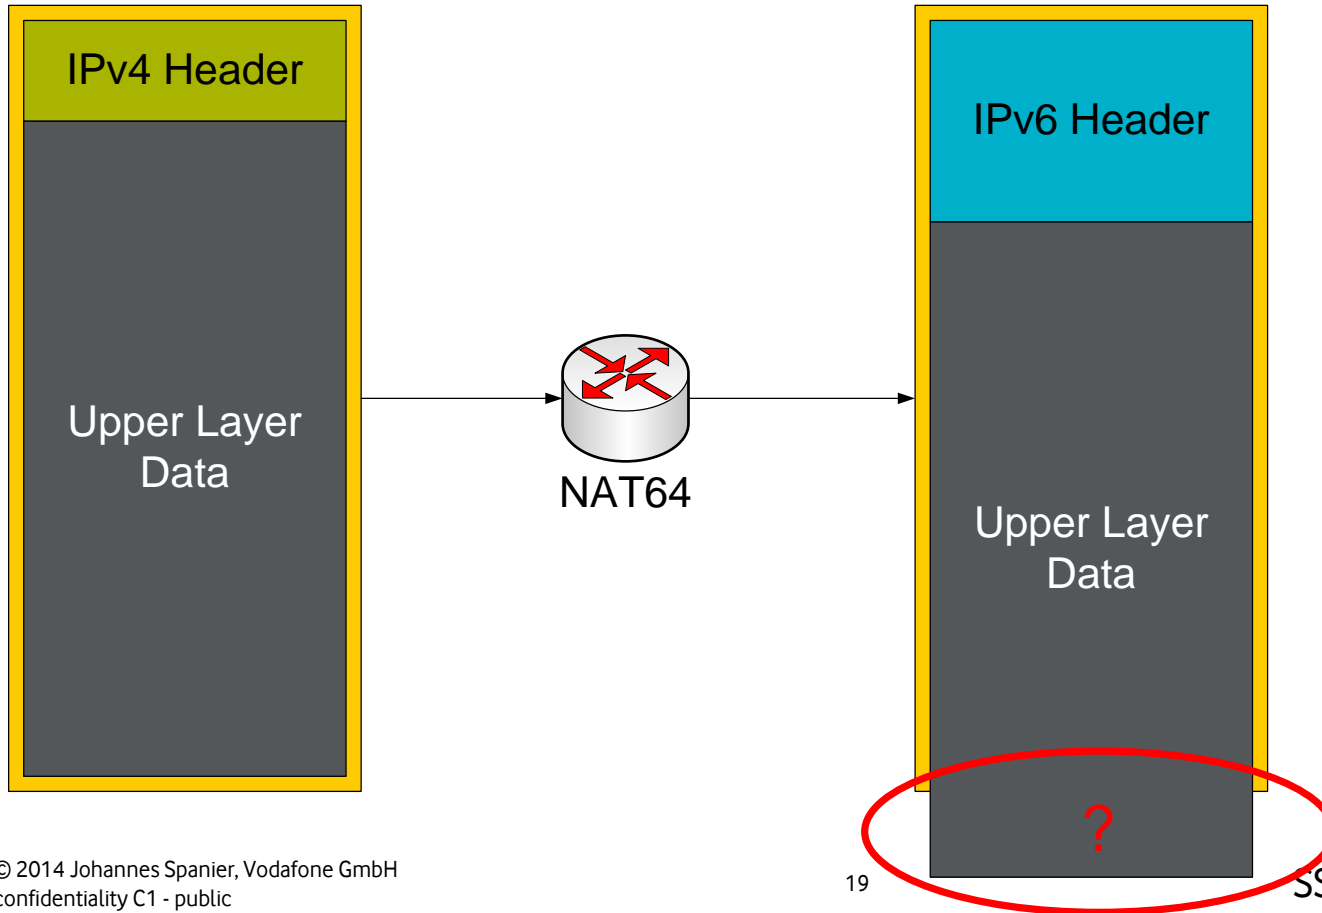 IPv4 Header
Upper Layer
Data
NAT64
IPv6 Header
Upper Layer
Data
?
© 2014 Johannes Spanier, Vodafone GmbH
confidentiality C1 - public
19